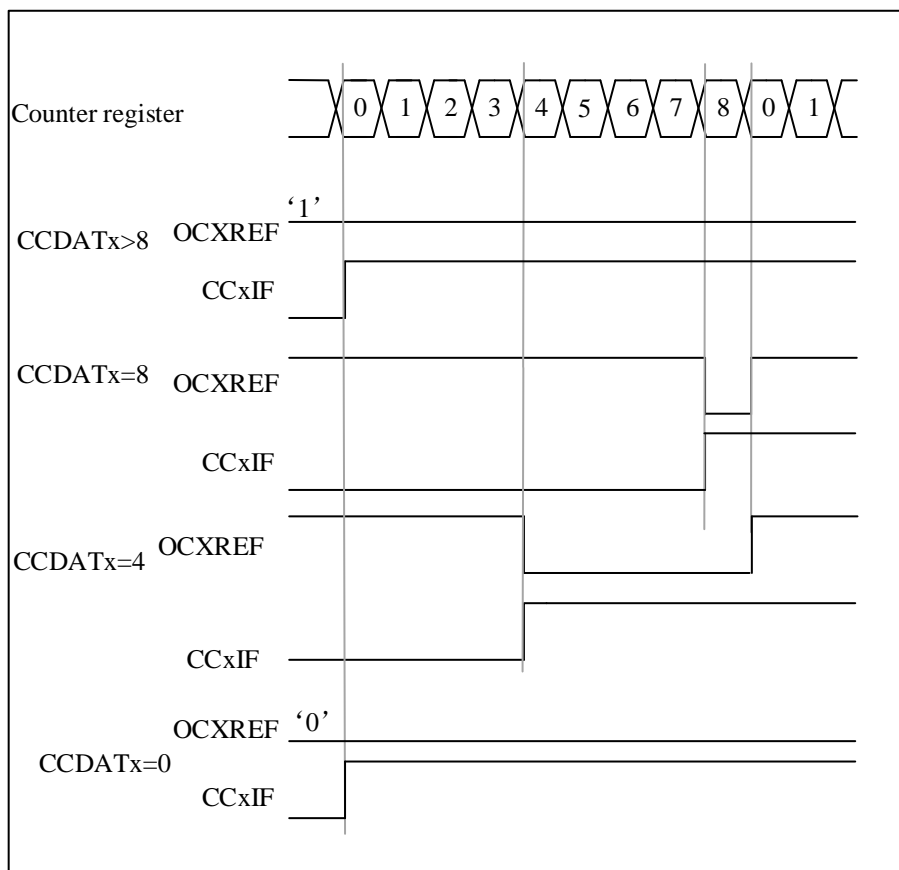 Counter register 0 1 2 3 4 5 6 7 8 0 1
‘1’
CCDATx>8 OCXREF
CCxIF
CCDATx=8 OCXREF
CCxIF
CCDATx=4 OCXREF
CCxIF
OCXREF ‘0’
CCDATx=0
CCxIF